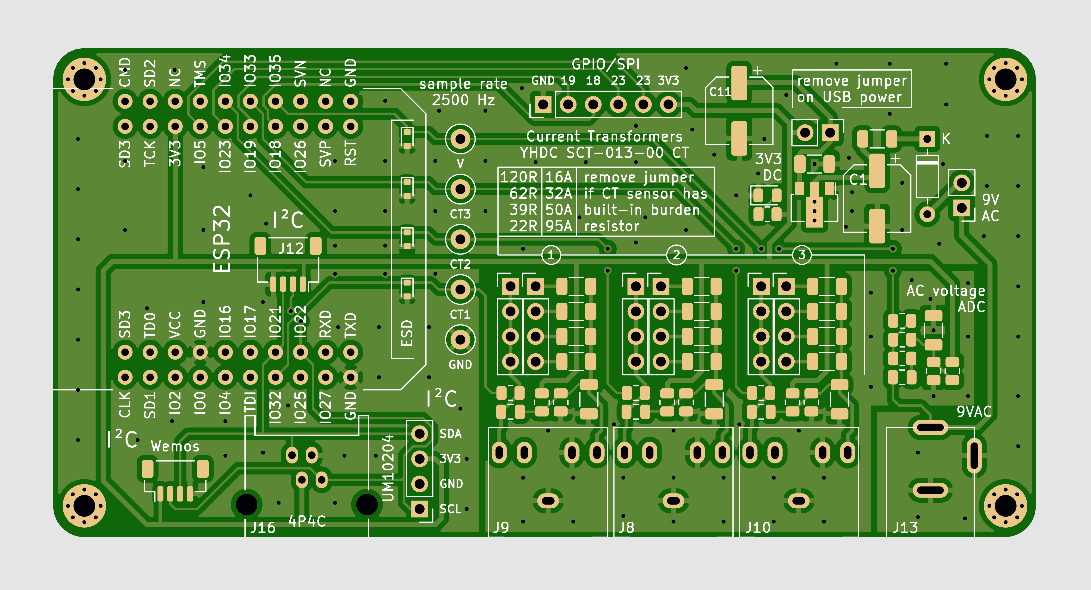 CMD
SD2
NC
TMS
IO34
IO33
IO35
SVN
NC
GND
SD3
TCK
3V3
IO5
IO23
IO19
IO18
IO26
SVP
RST
sample rate
2500 Hz
GPIO/SPI
GND 19 18 23 23 3V3
C11
+
remove jumper
on USB power
Current Transformers
YHDC SCT-013-00 CT
120R 16A remove jumper
62R 32A if CT sensor has
39R 50A built-in burden
22R 95A resistor
3V3
DC
C1
+
K
9V
AC
V
CT3
CT2
CT1
GND
ESD
ESP32
I²C
J12
1
2
3
AC voltage
ADC
SD3
TD0
VCC
GND
IO16
IO17
IO21
IO22
RXD
TXD
CLK
SD1
IO2
IO0
IO4
TDI
IO32
IO25
IO27
GND
I²C
Wemos
I²C
UM10204
SDA
3V3
GND
SCL
J16
4P4C
J9
J8
J10
9VAC
J13